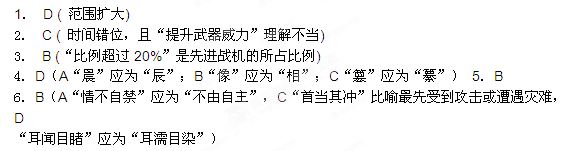 1. D ( 范围扩大)
2. C ( 时间错位，且“提升武器威力”理解不当)
3. B (“比例超过 20%”是先进战机的所占比例)
4. D（A“晨”应为“辰”；B“像”应为“相”；C“篡”应为“纂”） 5. B
6. B（A“情不自禁”应为“不由自主”，C“首当其冲”比喻最先受到攻击或遭遇灾难，
D
“耳闻目睹”应为“耳濡目染”）